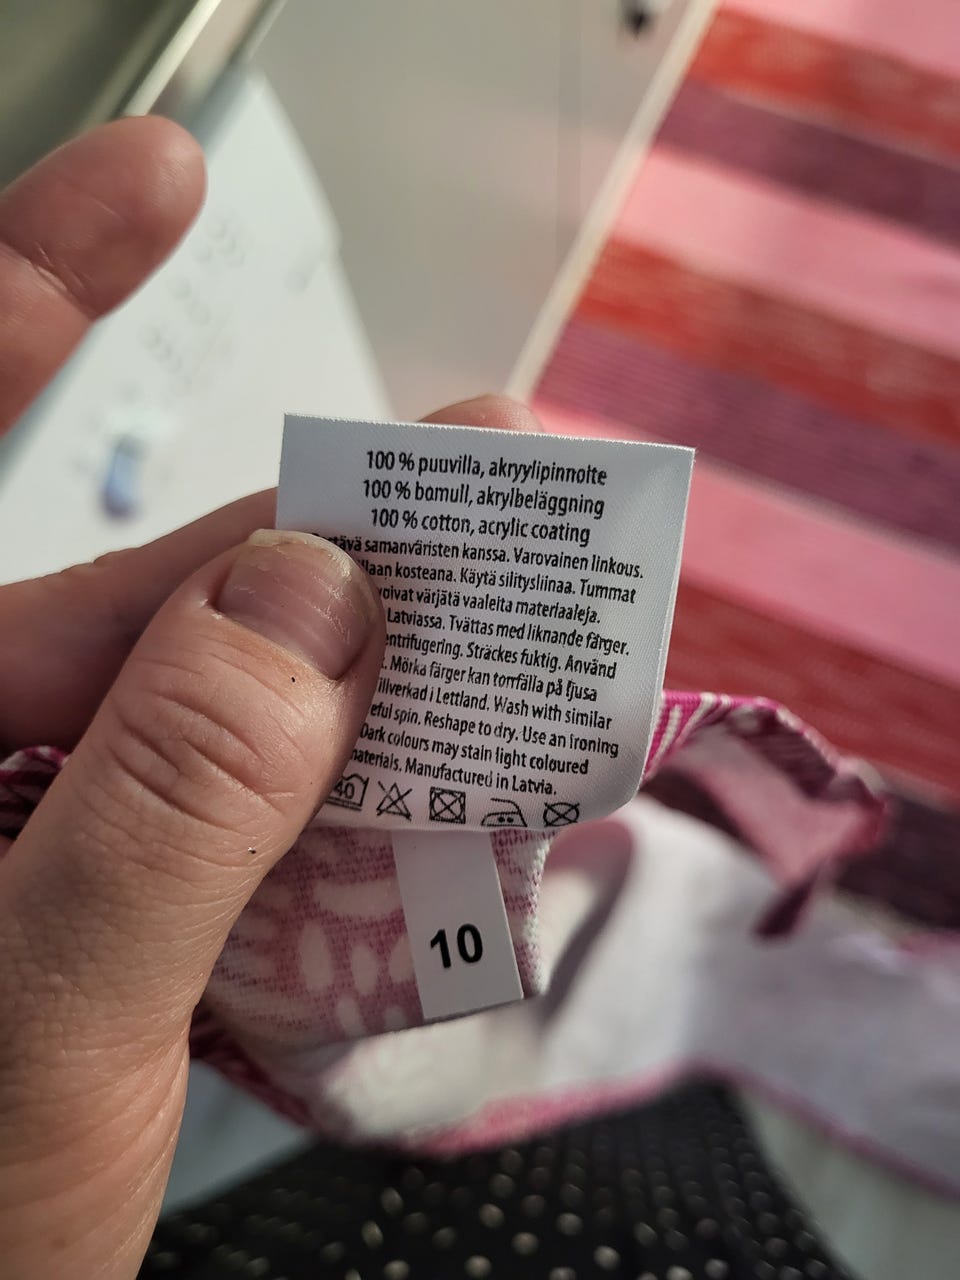 100 % puuvilla, akryylipinnoite
100 % bomull, akrylbeläggning
100 % cotton, acrylic coating
samanväristen kanssa. Varovainen linkous.
kosteana. Käytä silitysliinaa. Tummat
voivat värjätä vaaleita materiaaleja.
Latviassa. Tvättas med liknande färger.
Sträckes fuktig. Använd
Mörka färger kan torrfälla på ljusa
Lettland. Wash with similar
spin. Reshape to dry. Use an ironing
Dark colours may stain light coloured
materials. Manufactured in Latvia.
40
10